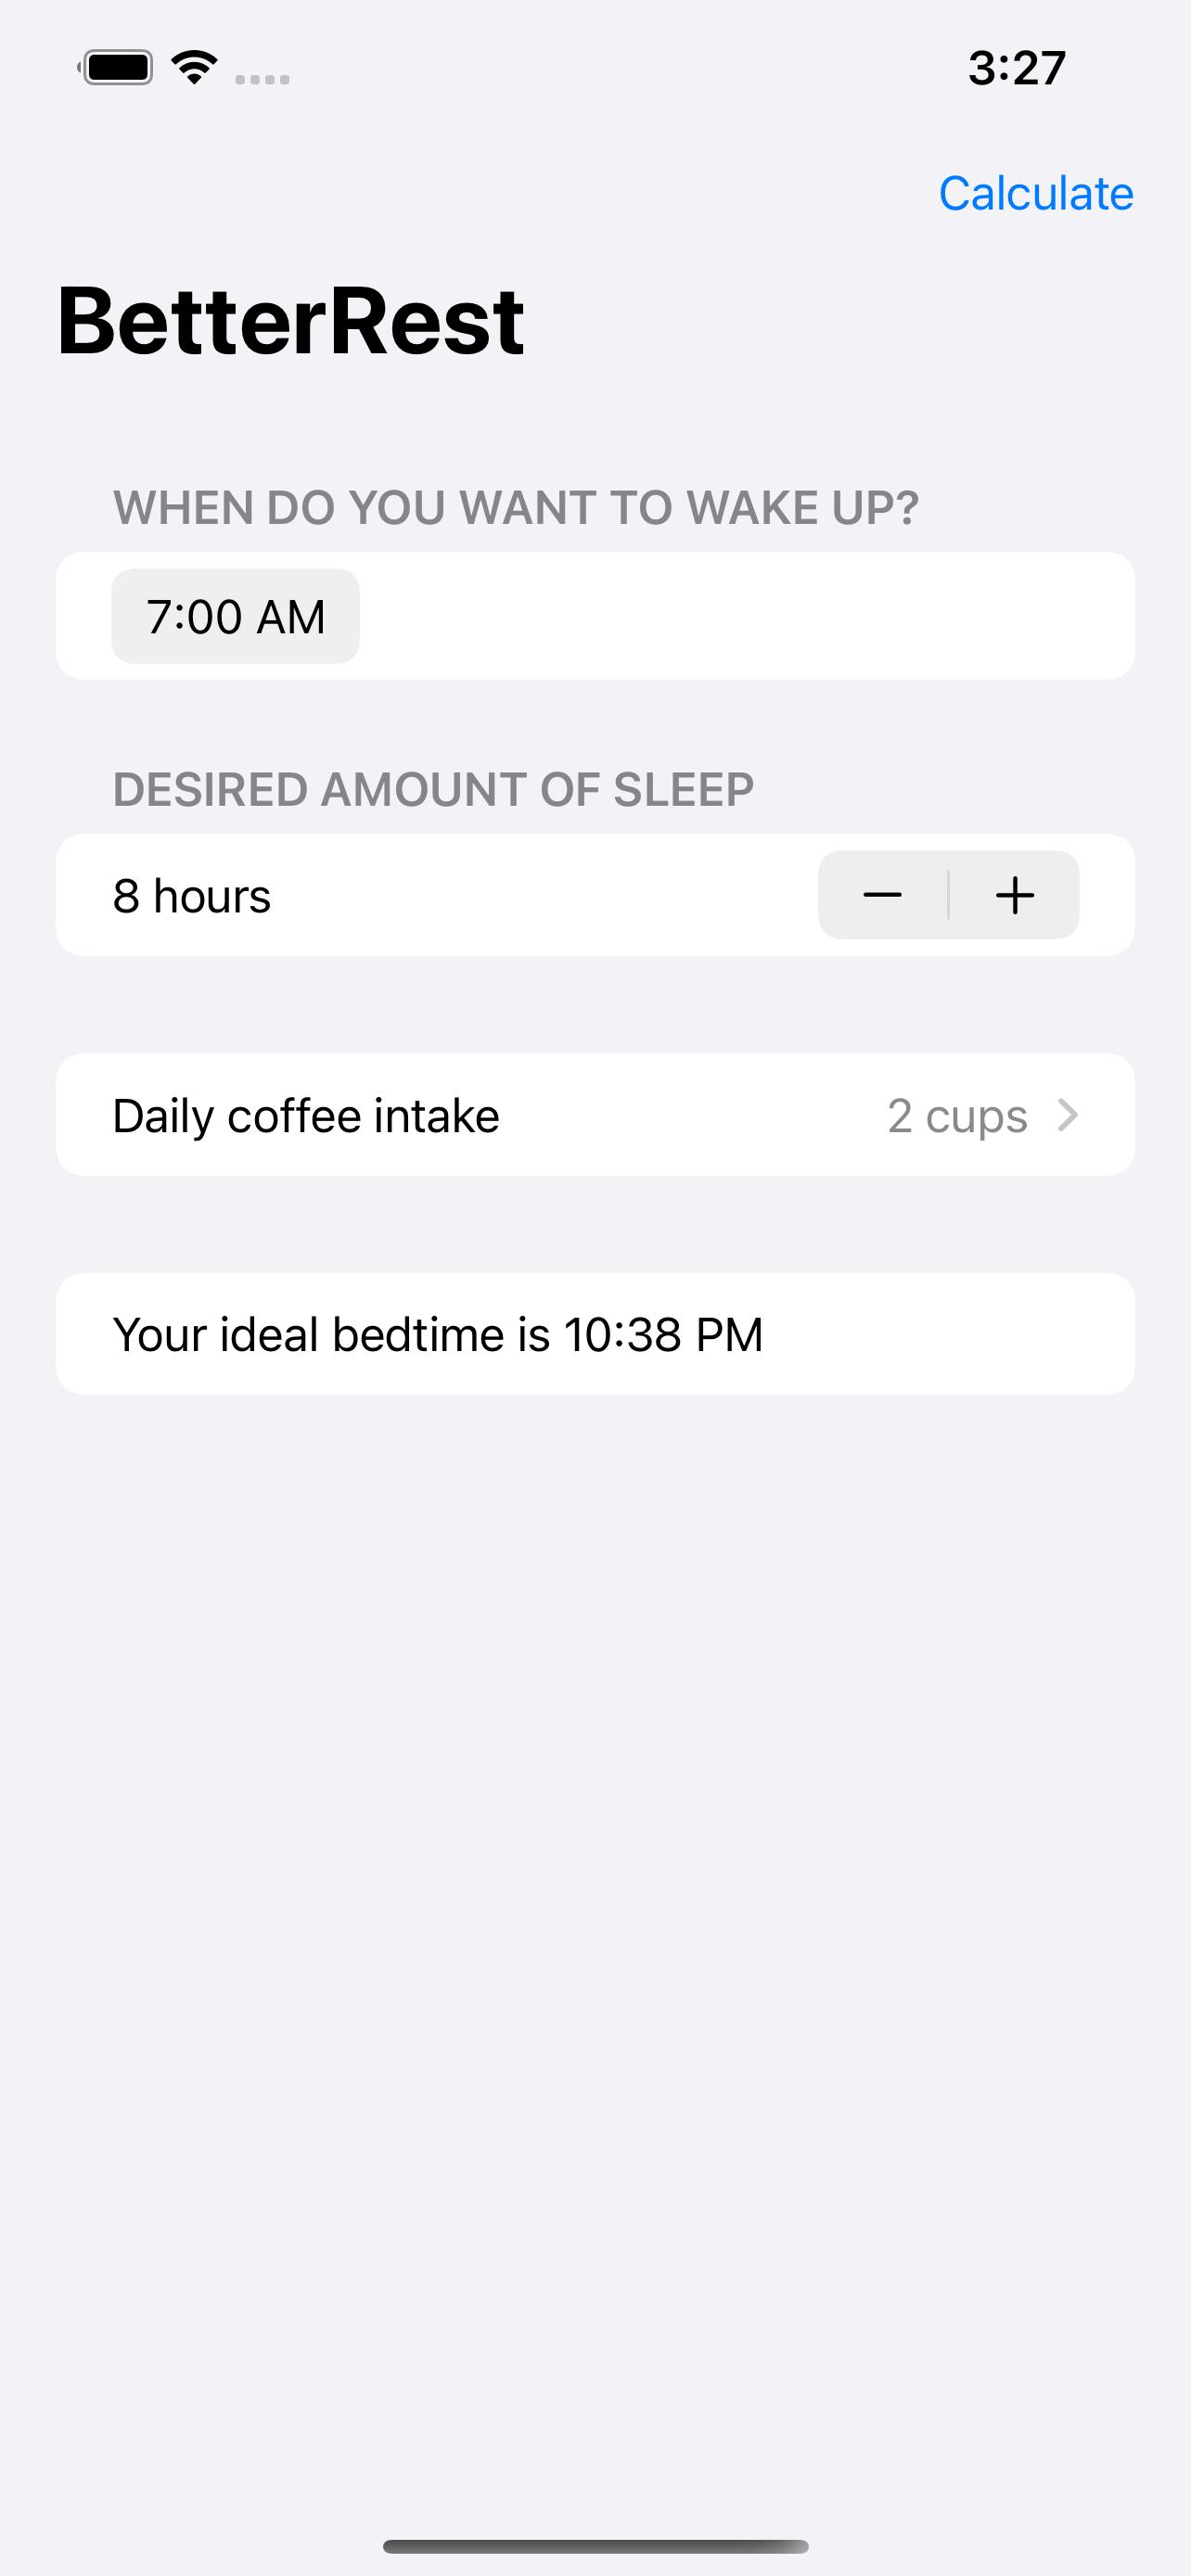 3:27
Calculate
BetterRest
WHEN DO YOU WANT TO WAKE UP?
7:00 AM
DESIRED AMOUNT OF SLEEP
8 hours
Daily coffee intake 2 cups
Your ideal bedtime is 10:38 PM